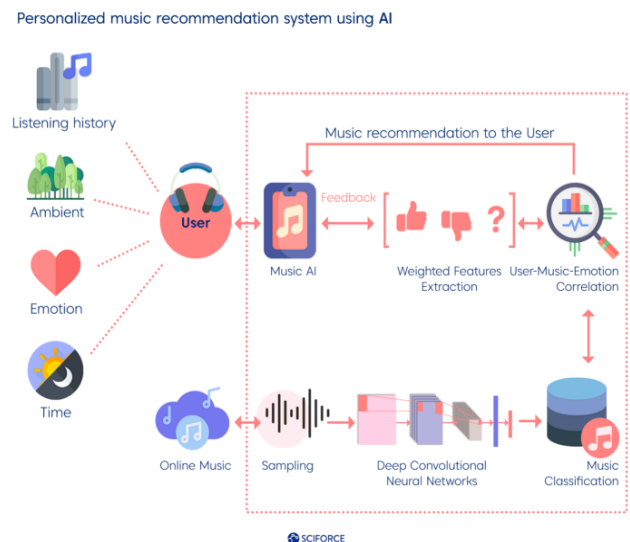 Personalized music recommendation system using AI
Listening history
Ambient
Emotion
Time
User
Music recommendation to the User
Feedback
Music AI
?
Weighted Features
Extraction
User-Music-Emotion
Correlation
Online Music
Sampling
Deep Convolutional
Neural Networks
Music
Classification
SCIFORCE